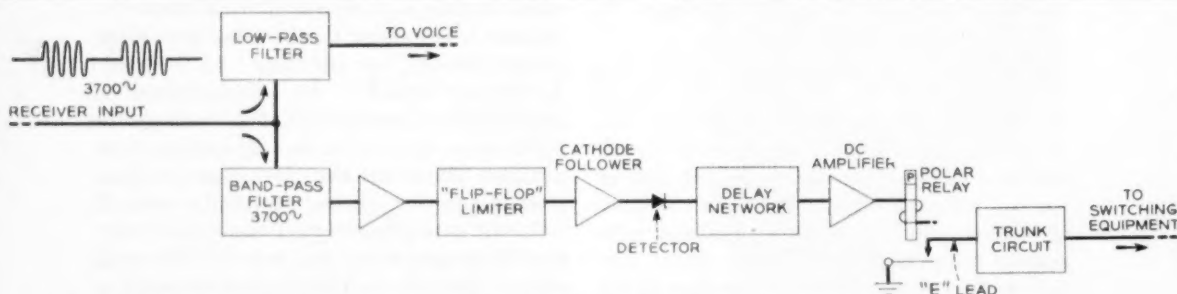 LOW-PASS
FILTER
TO VOICE
3700~
RECEIVER INPUT
BAND-PASS
FILTER
3700~
"FLIP-FLOP"
LIMITER
CATHODE
FOLLOWER
DETECTOR
DELAY
NETWORK
DC
AMPLIFIER
P
POLAR
RELAY
"E" LEAD
TRUNK
CIRCUIT
TO
SWITCHING
EQUIPMENT